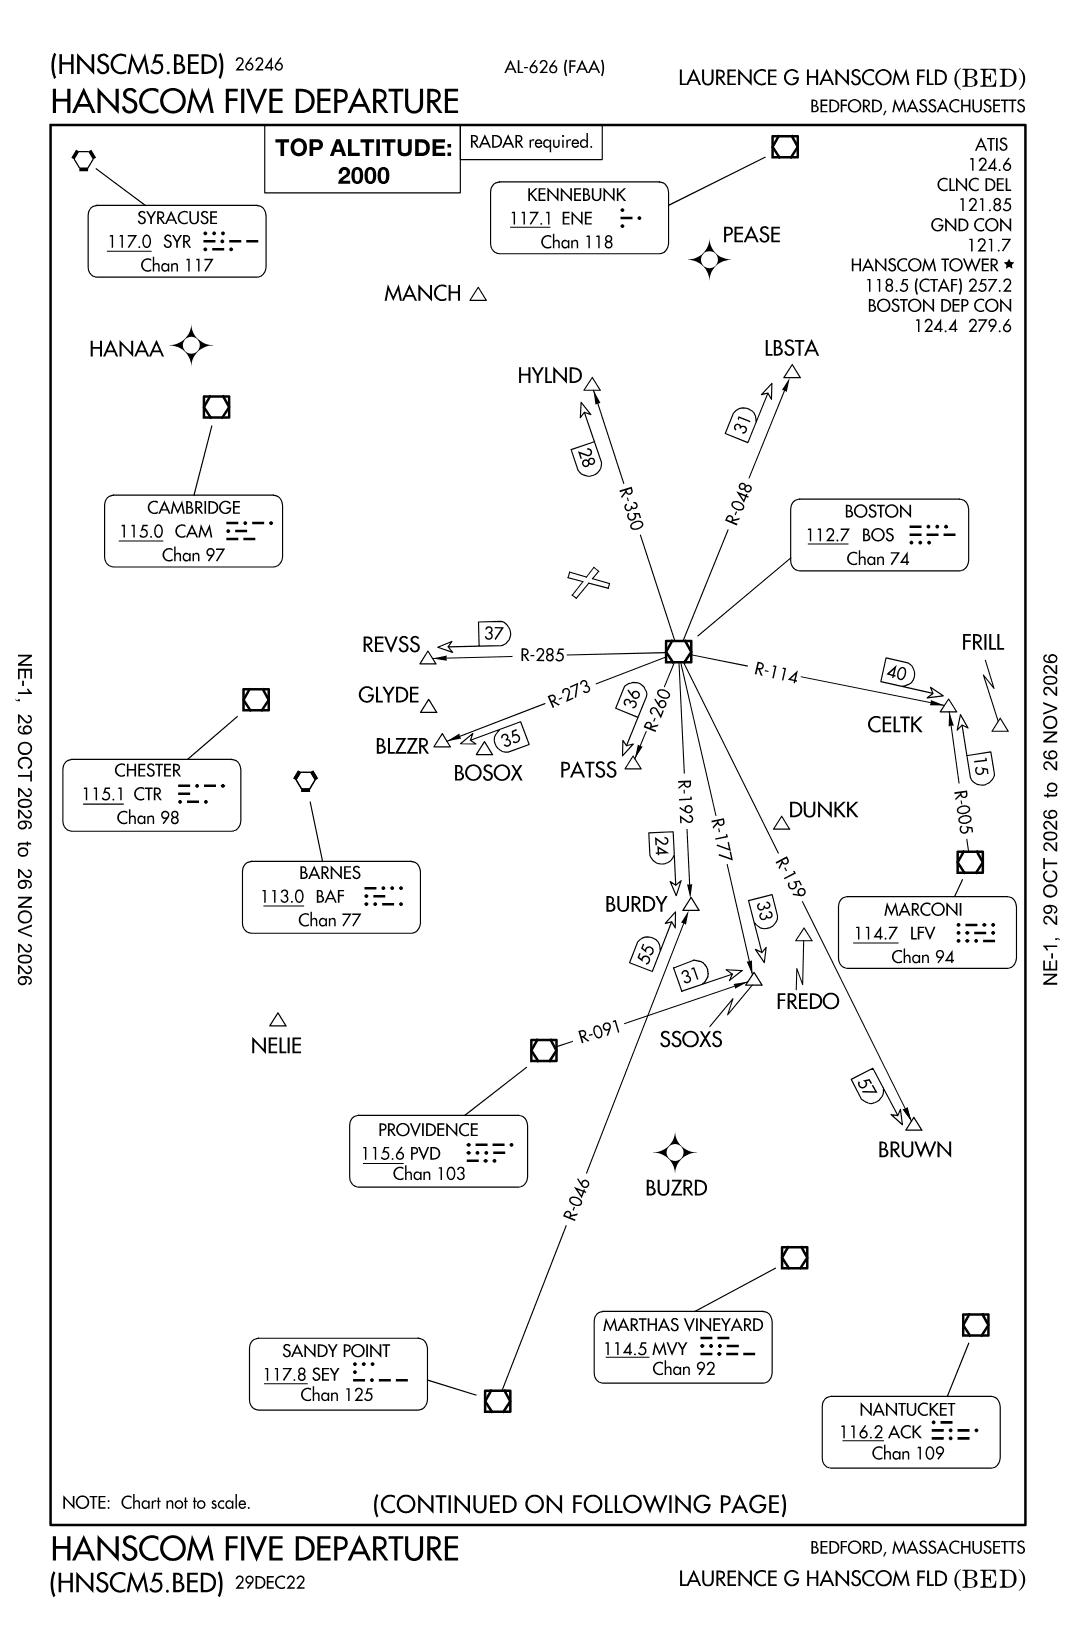 (HNSCM5.BED) 26246
AL-626 (FAA)
LAURENCE G HANSCOM FLD (BED)
HANSCOM FIVE DEPARTURE
BEDFORD, MASSACHUSETTS
TOP ALTITUDE:
2000
RADAR required.
ATIS
124.6
CLNC DEL
121.85
GND CON
121.7
HANSCOM TOWER ★
118.5 (CTAF) 257.2
BOSTON DEP CON
124.4 279.6
SYRACUSE
117.0 SYR
Chan 117
KENNEBUNK
117.1 ENE
Chan 118
PEASE
MANCH
HANAA
LBSTA
HYLND
31
28
R-350
R-048
CAMBRIDGE
115.0 CAM
Chan 97
BOSTON
112.7 BOS
Chan 74
REVSS
37
R-285
FRILL
R-114
40
GLYDE
R-273
36
R-260
CELTK
BLZZR
35
BOSOX
PATSS
15
CHESTER
115.1 CTR
Chan 98
R-192
R-177
DUNKK
R-005
24
R-159
BARNES
113.0 BAF
Chan 77
BURDY
33
MARCONI
114.7 LFV
Chan 94
55
31
FREDO
R-091
SSOXS
NELIE
57
PROVIDENCE
115.6 PVD
Chan 103
BRUWN
R-046
BUZRD
MARTHAS VINEYARD
114.5 MVY
Chan 92
SANDY POINT
117.8 SEY
Chan 125
NANTUCKET
116.2 ACK
Chan 109
NOTE: Chart not to scale.
(CONTINUED ON FOLLOWING PAGE)
NE-1, 29 OCT 2026 to 26 NOV 2026
NE-1, 29 OCT 2026 to 26 NOV 2026
HANSCOM FIVE DEPARTURE
BEDFORD, MASSACHUSETTS
(HNSCM5.BED) 29DEC22
LAURENCE G HANSCOM FLD (BED)